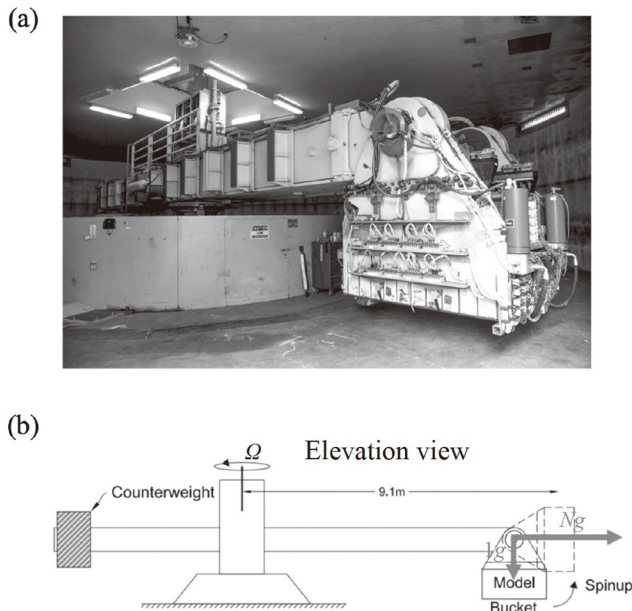 (a)
(b)
Ω
Elevation view
Counterweight
9.1m
Ng
1g
Model
Bucket
Spinup